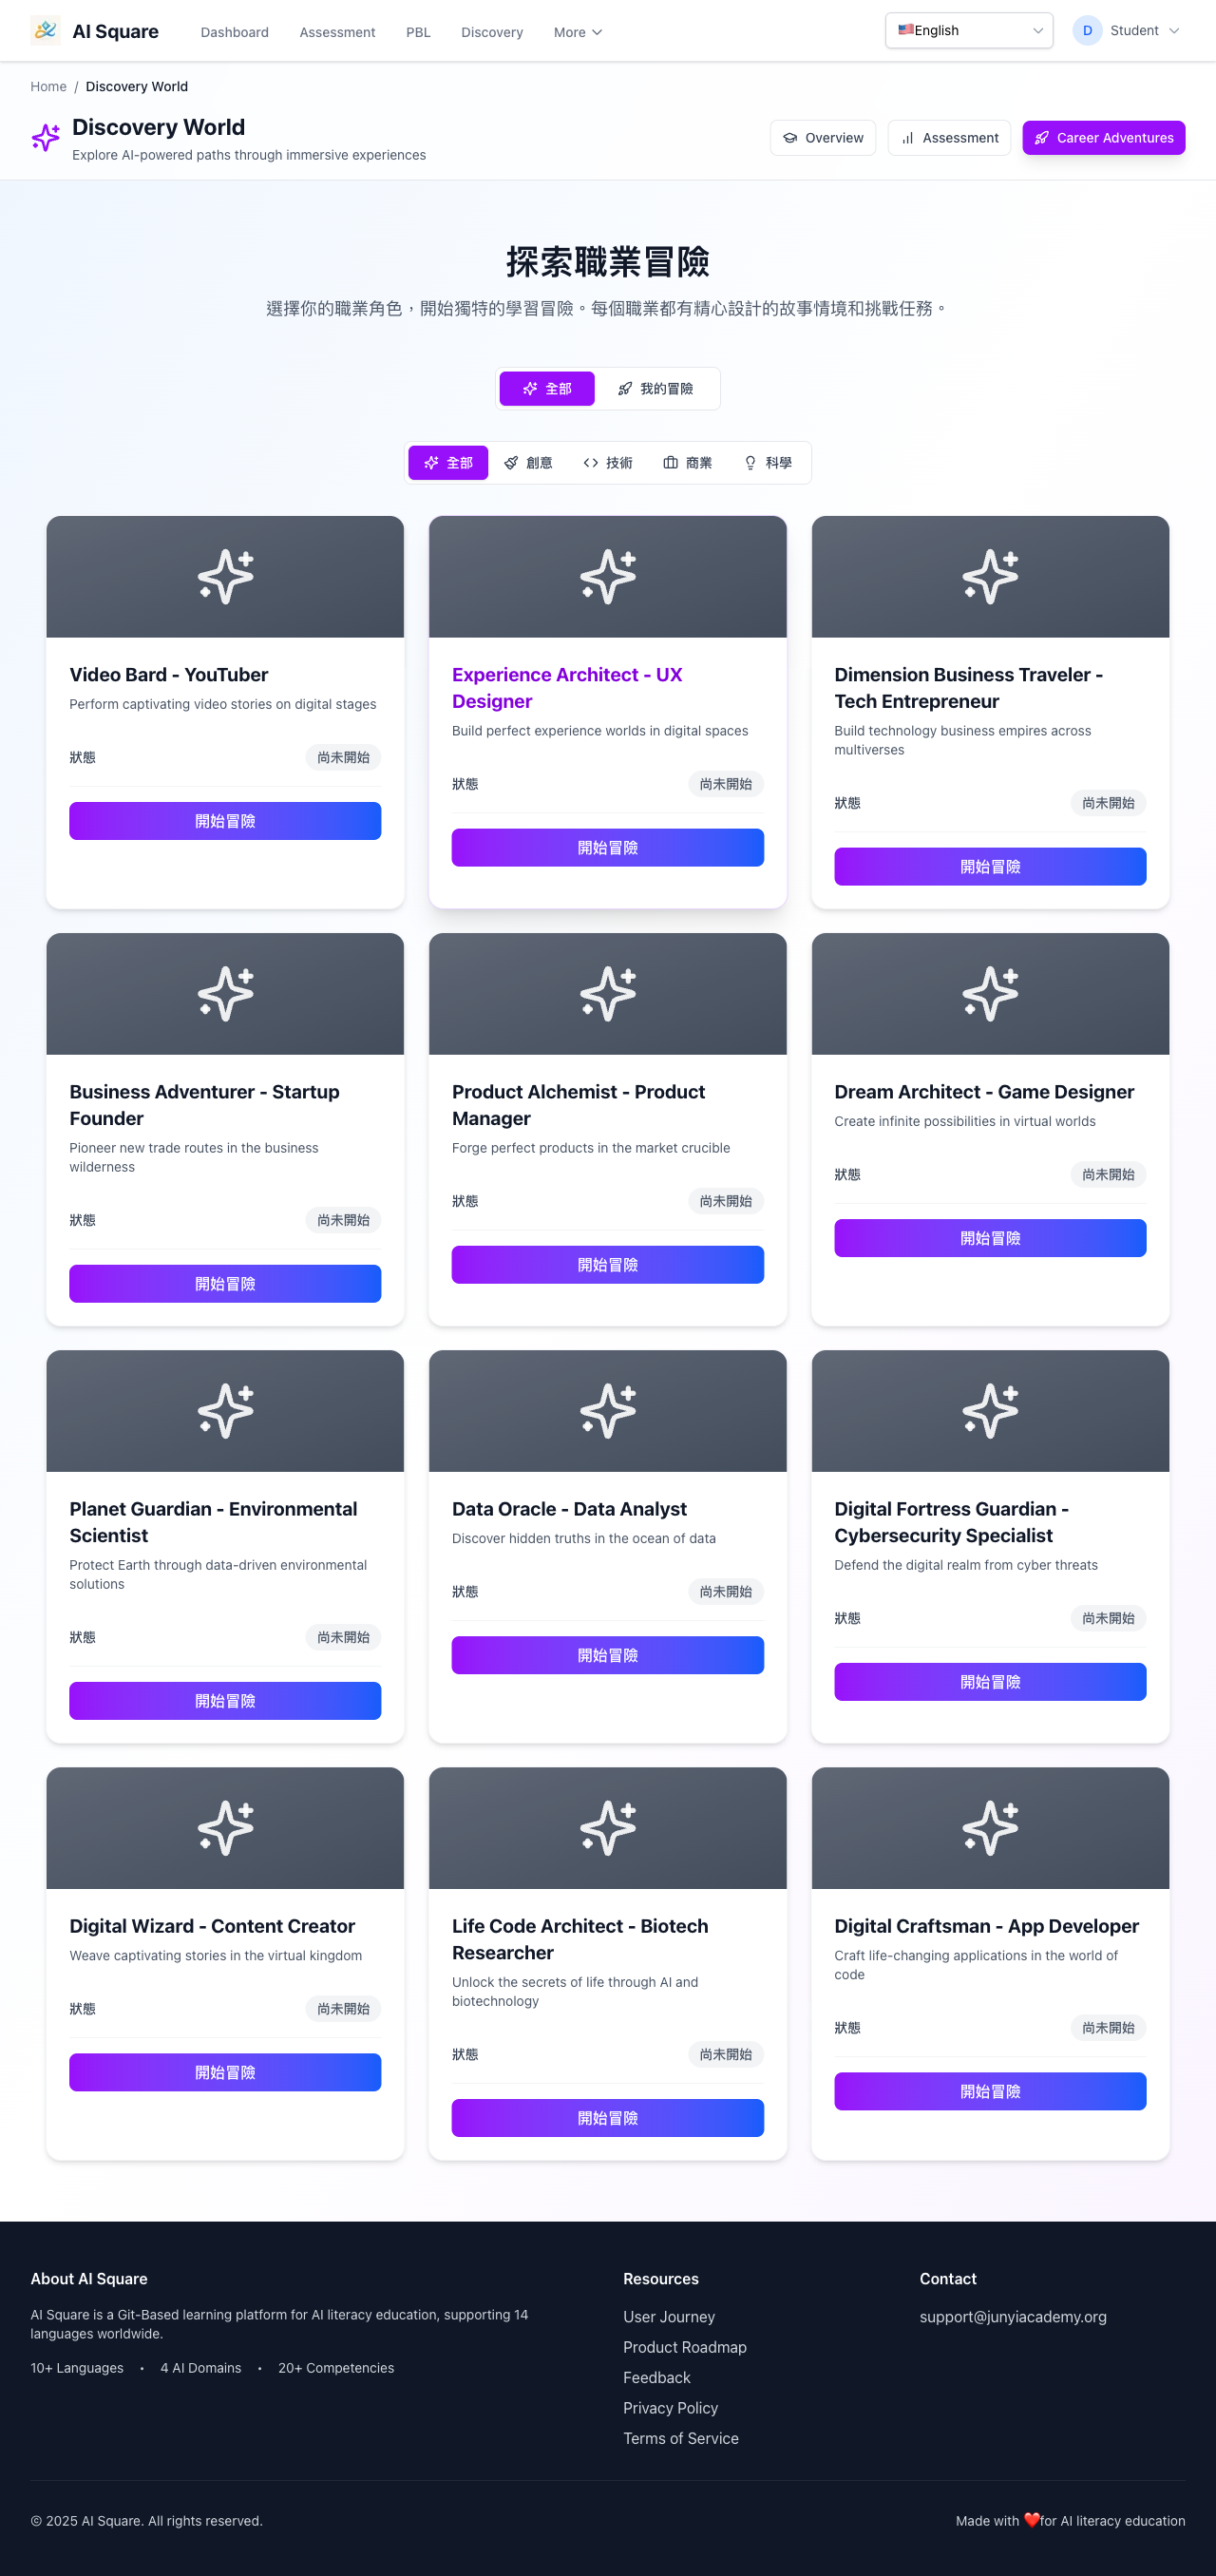 AI Square
Dashboard
Assessment
PBL
Discovery
More
English
D
Student
Home / Discovery World
Discovery World
Explore AI-powered paths through immersive experiences
Overview
Assessment
Career Adventures
探索職業冒險
選擇你的職業角色，開始獨特的學習冒險。每個職業都有精心設計的故事情境和挑戰任務。
全部
我的冒險
全部
創意
技術
商業
科學
Video Bard - YouTuber
Perform captivating video stories on digital stages
狀態
尚未開始
開始冒險
Experience Architect - UX
Designer
Build perfect experience worlds in digital spaces
狀態
尚未開始
開始冒險
Dimension Business Traveler -
Tech Entrepreneur
Build technology business empires across
multiverses
狀態
尚未開始
開始冒險
Business Adventurer - Startup
Founder
Pioneer new trade routes in the business
wilderness
狀態
尚未開始
開始冒險
Product Alchemist - Product
Manager
Forge perfect products in the market crucible
狀態
尚未開始
開始冒險
Dream Architect - Game Designer
Create infinite possibilities in virtual worlds
狀態
尚未開始
開始冒險
Planet Guardian - Environmental
Scientist
Protect Earth through data-driven environmental
solutions
狀態
尚未開始
開始冒險
Data Oracle - Data Analyst
Discover hidden truths in the ocean of data
狀態
尚未開始
開始冒險
Digital Fortress Guardian -
Cybersecurity Specialist
Defend the digital realm from cyber threats
狀態
尚未開始
開始冒險
Digital Wizard - Content Creator
Weave captivating stories in the virtual kingdom
狀態
尚未開始
開始冒險
Life Code Architect - Biotech
Researcher
Unlock the secrets of life through AI and
biotechnology
狀態
尚未開始
開始冒險
Digital Craftsman - App Developer
Craft life-changing applications in the world of
code
狀態
尚未開始
開始冒險
About AI Square
AI Square is a Git-Based learning platform for AI literacy education, supporting 14
languages worldwide.
10+ Languages • 4 AI Domains • 20+ Competencies
Resources
User Journey
Product Roadmap
Feedback
Privacy Policy
Terms of Service
Contact
support@junyiacademy.org
© 2025 AI Square. All rights reserved.
Made with ❤️for AI literacy education